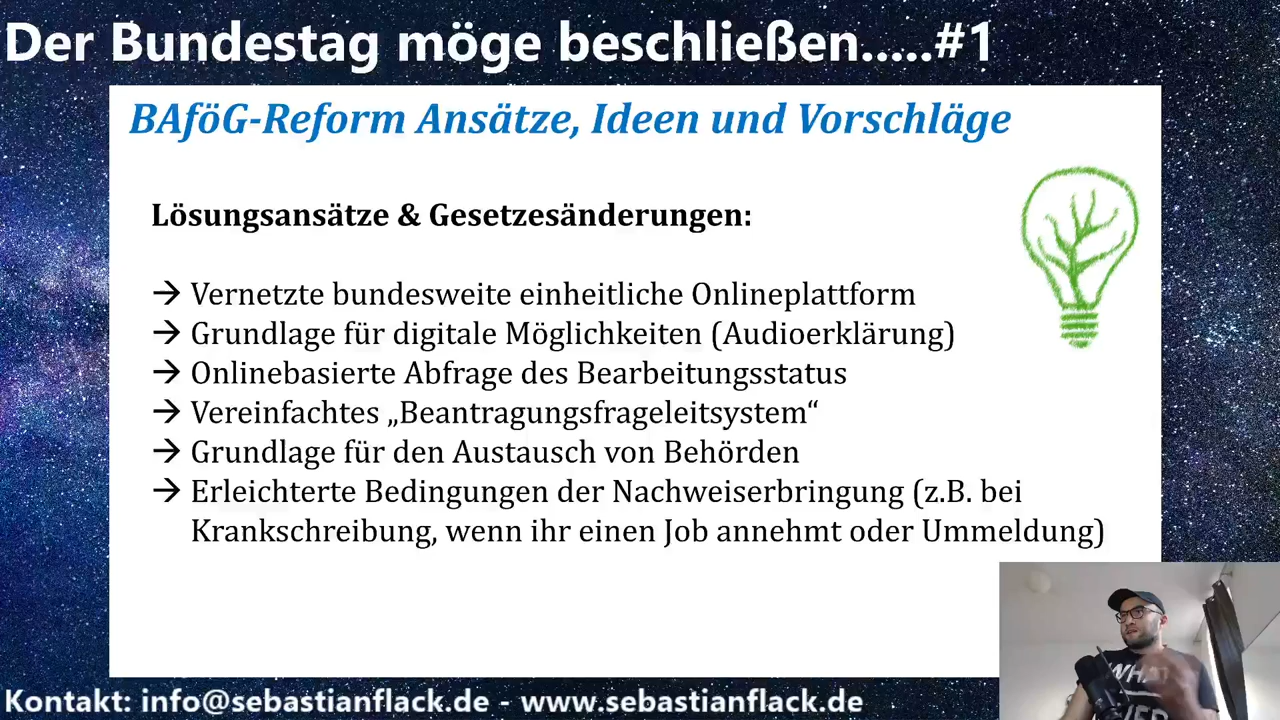 Der Bundestag möge beschließen.....#1
BAföG-Reform Ansätze, Ideen und Vorschläge
Lösungsansätze & Gesetzesänderungen:
→ Vernetzte bundesweite einheitliche Onlineplattform
→ Grundlage für digitale Möglichkeiten (Audioerklärung)
→ Onlinebasierte Abfrage des Bearbeitungsstatus
→ Vereinfachtes „Beantragungsfrageleitsystem“
→ Grundlage für den Austausch von Behörden
→ Erleichterte Bedingungen der Nachweiserbringung (z.B. bei
Krankschreibung, wenn ihr einen Job annehmt oder Ummeldung)
WHAT
Kontakt: info@sebastianflack.de - www.sebastianflack.de